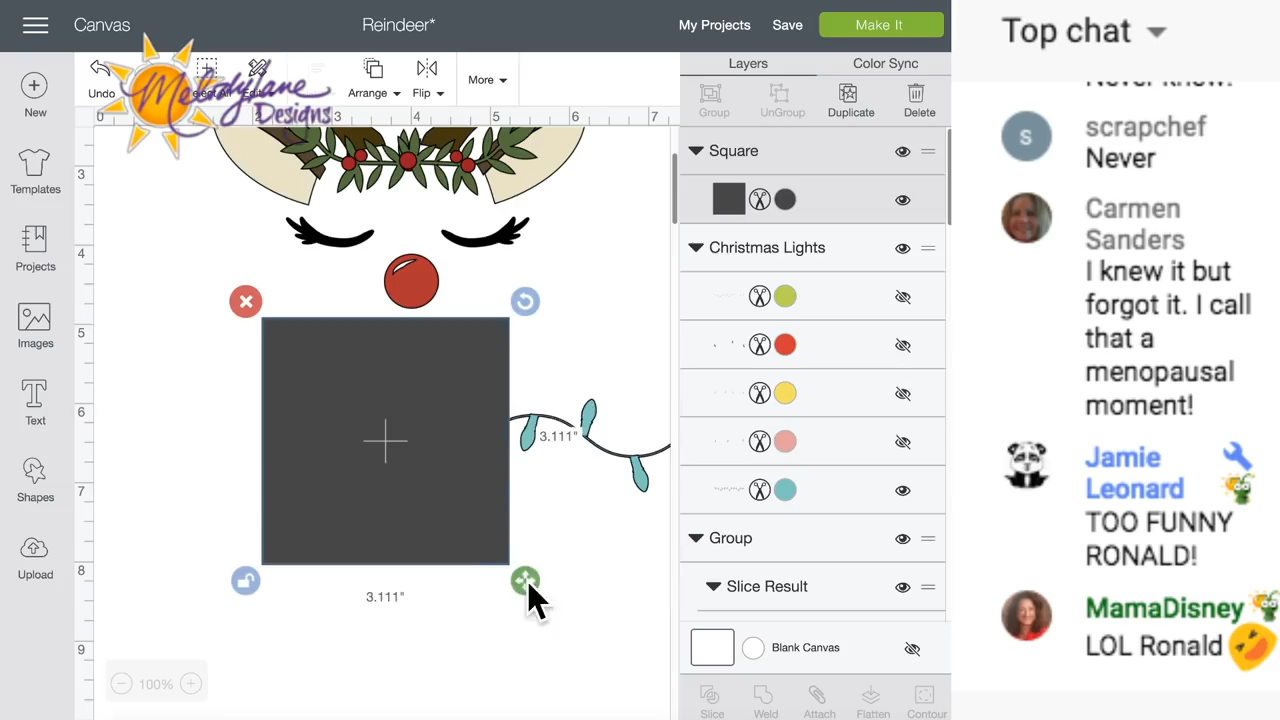 Canvas
Reindeer*
My Projects
Save
Make It
Undo
Arrange
Flip
More
MelodyLane
Designs
0 3 4 5 6 7
3
4
5
6
7
8
9
New
Templates
Projects
Images
Text
Shapes
Upload
3.111"
3.111"
100%
Layers
Color Sync
Group
UnGroup
Duplicate
Delete
Square
Christmas Lights
Group
Slice Result
Blank Canvas
Slice
Weld
Attach
Flatten
Contour
Top chat
Never know!
S
scrapchef
Never
Carmen
Sanders
I knew it but
forgot it. I call
that a
menopausal
moment!
Jamie
Leonard
TOO FUNNY
RONALD!
MamaDisney
LOL Ronald